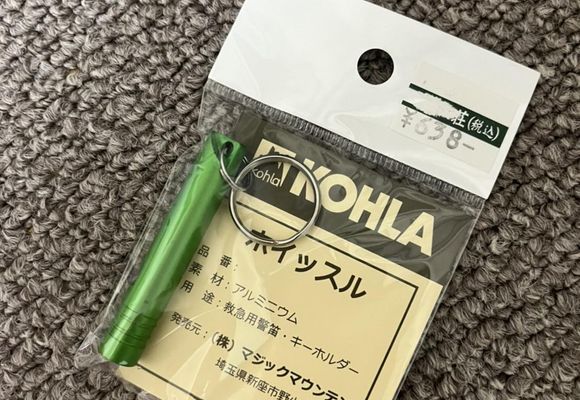 荘(税込)
¥638-
KOHLA
kohla
ホイッスル
品 番:
素 材:アルミニウム
用 途:救急用警笛・キーホルダー
発売元:(株)マジックマウンテン
埼玉県新座市野